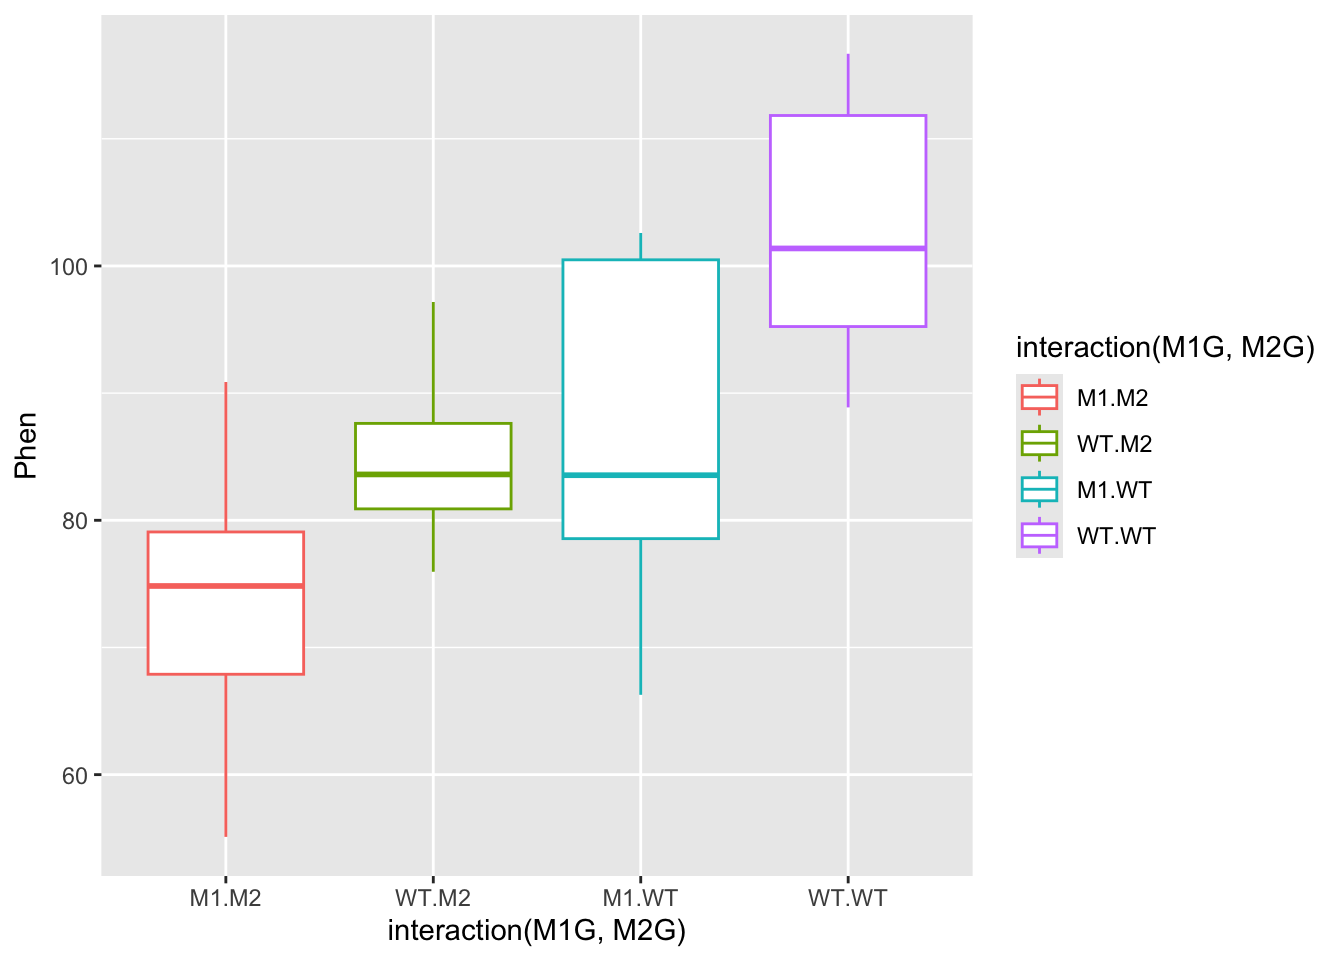 Phen
100
80
60
M1.M2 WT.M2 M1.WT WT.WT
interaction(M1G, M2G)
interaction(M1G, M2G)
M1.M2
WT.M2
M1.WT
WT.WT